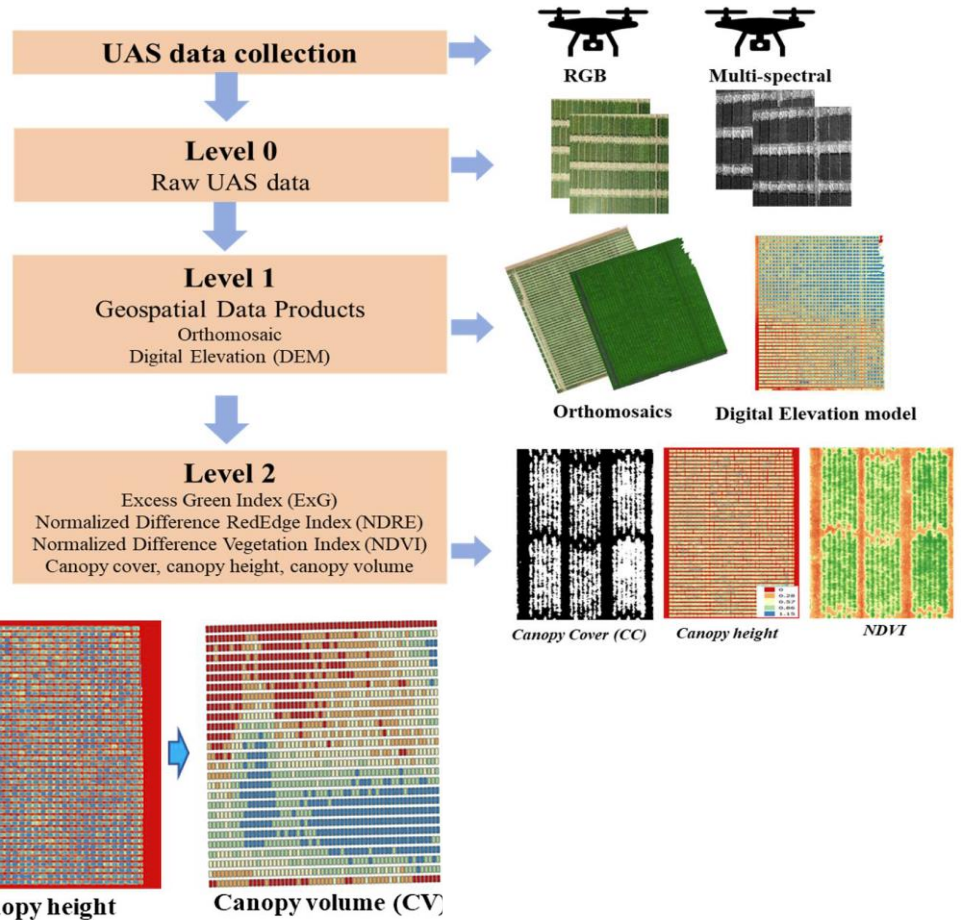 UAS data collection
RGB
Multi-spectral
Level 0
Raw UAS data
Level 1
Geospatial Data Products
Orthomosaic
Digital Elevation (DEM)
Orthomosaics
Digital Elevation model
Level 2
Excess Green Index (ExG)
Normalized Difference RedEdge Index (NDRE)
Normalized Difference Vegetation Index (NDVI)
Canopy cover, canopy height, canopy volume
0
0.28
0.57
0.86
1.15
Canopy Cover (CC)
Canopy height
NDVI
opy height
Canopy volume (CV)